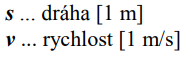 s ... dráha [1 m]
v ... rychlost [1 m/s]